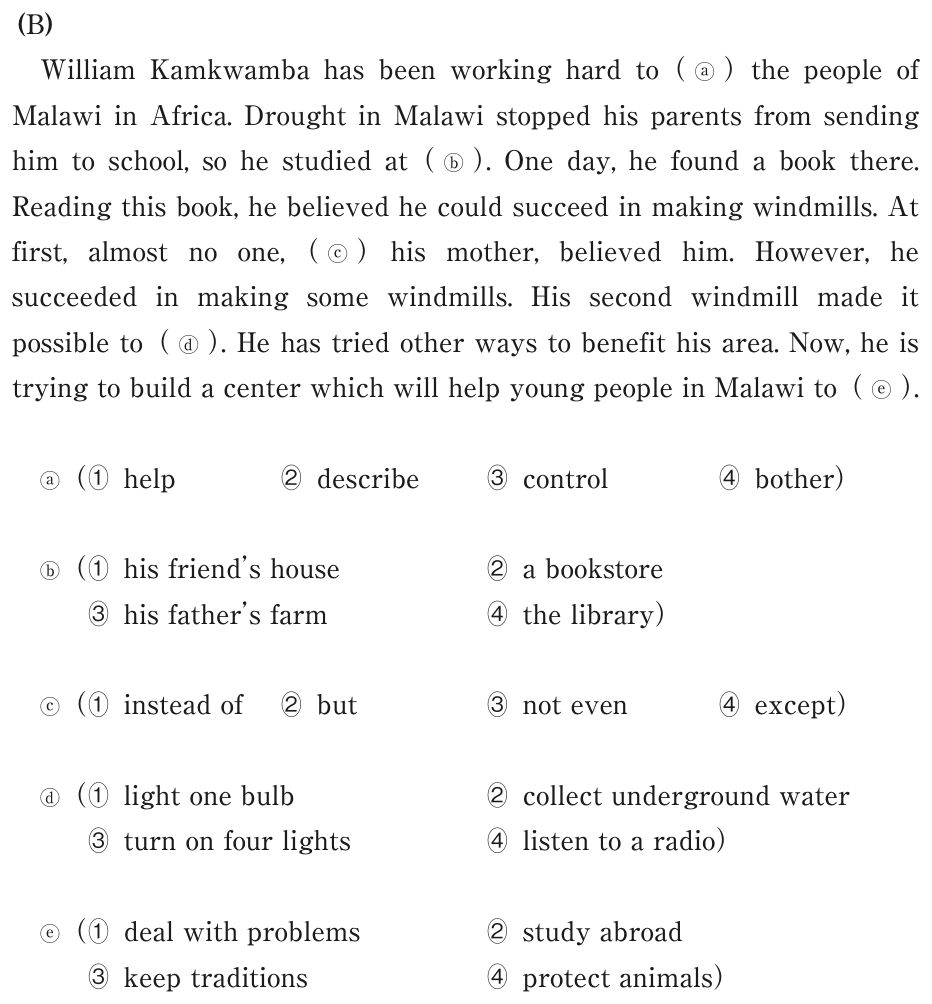 (B)
William Kamkwamba has been working hard to ( ⓐ ) the people of
Malawi in Africa. Drought in Malawi stopped his parents from sending
him to school, so he studied at ( ⓑ ). One day, he found a book there.
Reading this book, he believed he could succeed in making windmills. At
first, almost no one, ( ⓒ ) his mother, believed him. However, he
succeeded in making some windmills. His second windmill made it
possible to ( ⓓ ). He has tried other ways to benefit his area. Now, he is
trying to build a center which will help young people in Malawi to ( ⓔ ).
ⓐ (① help ② describe ③ control ④ bother)
ⓑ (① his friend's house ② a bookstore
③ his father's farm ④ the library)
ⓒ (① instead of ② but ③ not even ④ except)
ⓓ (① light one bulb ② collect underground water
③ turn on four lights ④ listen to a radio)
ⓔ (① deal with problems ② study abroad
③ keep traditions ④ protect animals)